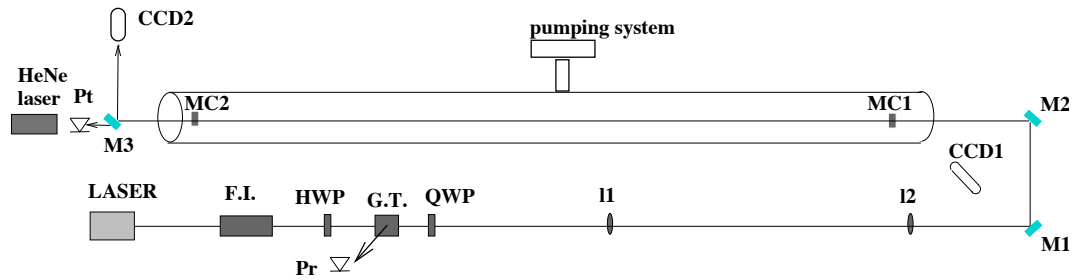 CCD2
pumping system
HeNe
laser
Pt
MC2
MC1
M2
M3
CCD1
LASER
F.I.
HWP
G.T.
QWP
l1
l2
M1
Pr